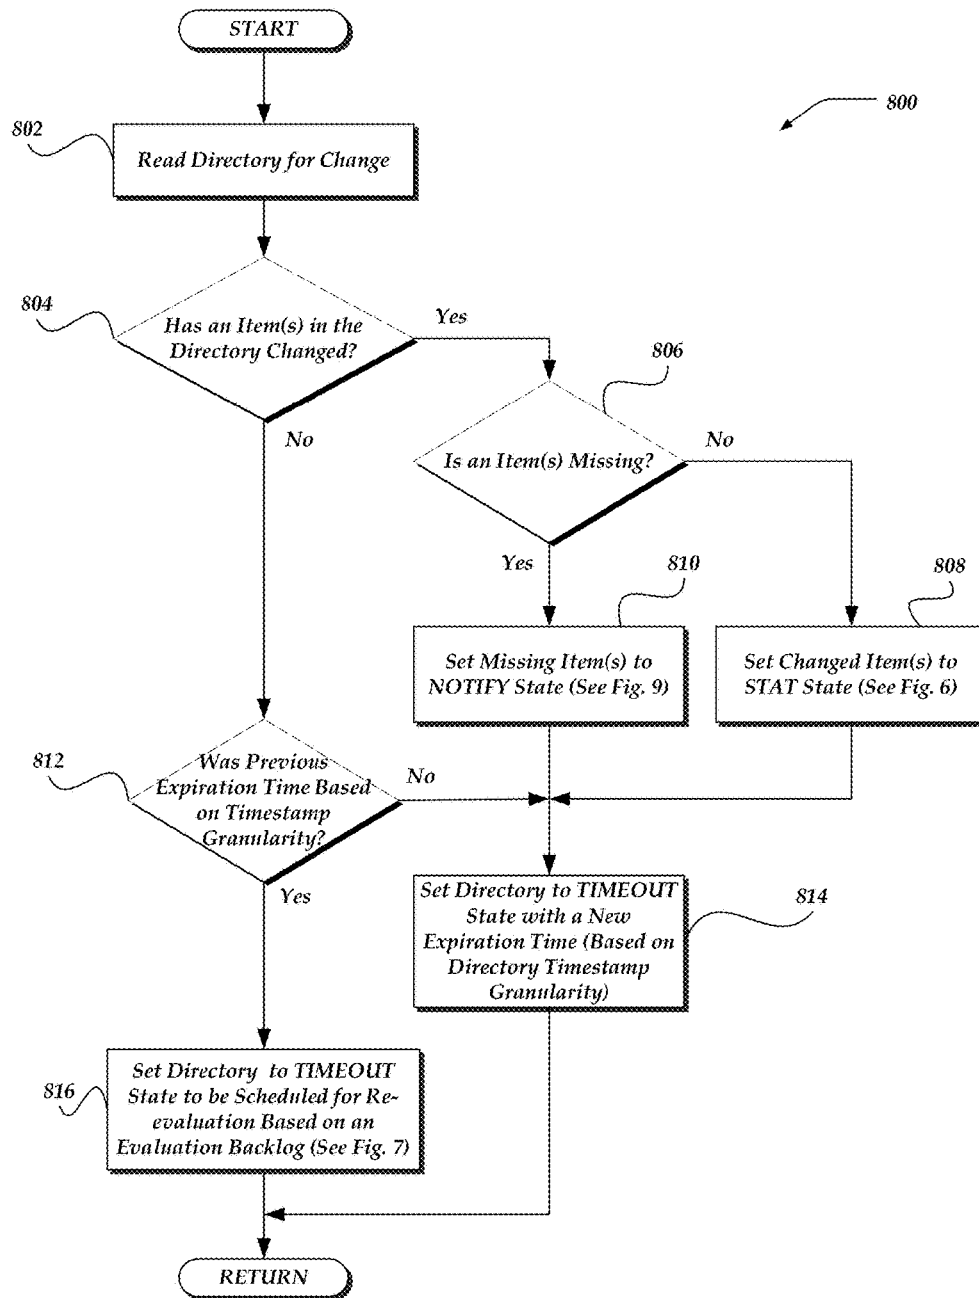 START
800
802
Read Directory for Change
804
Has an Item(s) in the
Directory Changed?
Yes
No
806
Is an Item(s) Missing?
No
Yes
810
808
Set Missing Item(s) to
NOTIFY State (See Fig. 9)
Set Changed Item(s) to
STAT State (See Fig. 6)
812
Was Previous
Expiration Time Based
on Timestamp
Granularity?
No
Yes
814
Set Directory to TIMEOUT
State with a New
Expiration Time (Based on
Directory Timestamp
Granularity)
816
Set Directory to TIMEOUT
State to be Scheduled for Re-
evaluation Based on an
Evaluation Backlog (See Fig. 7)
RETURN